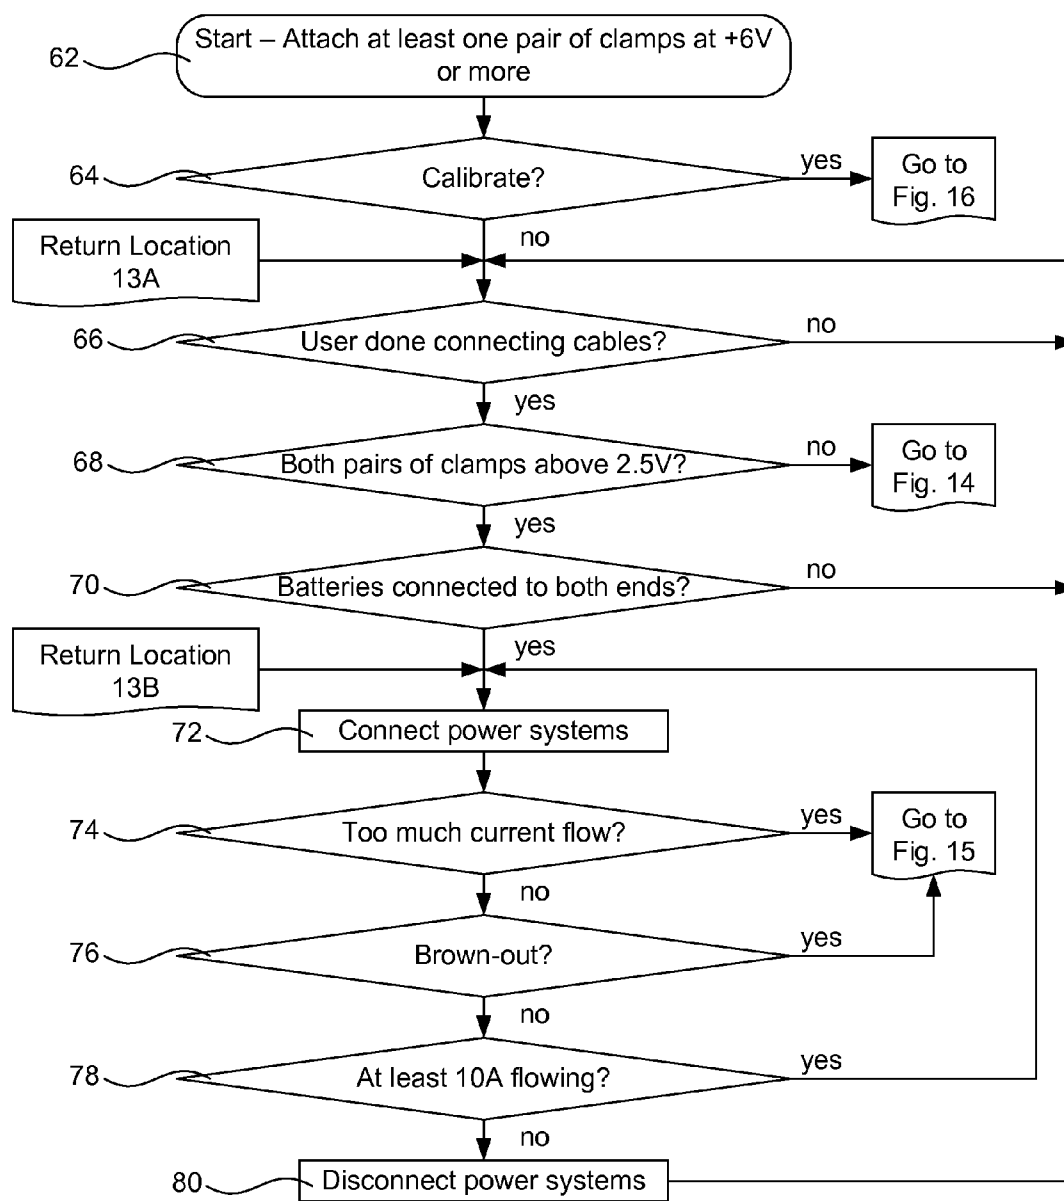 62
Start – Attach at least one pair of clamps at +6V
or more
64
Calibrate?
yes
Go to
Fig. 16
no
Return Location
13A
66
User done connecting cables?
no
yes
68
Both pairs of clamps above 2.5V?
no
Go to
Fig. 14
yes
70
Batteries connected to both ends?
no
yes
Return Location
13B
72
Connect power systems
74
Too much current flow?
yes
Go to
Fig. 15
no
76
Brown-out?
yes
no
78
At least 10A flowing?
yes
no
80
Disconnect power systems